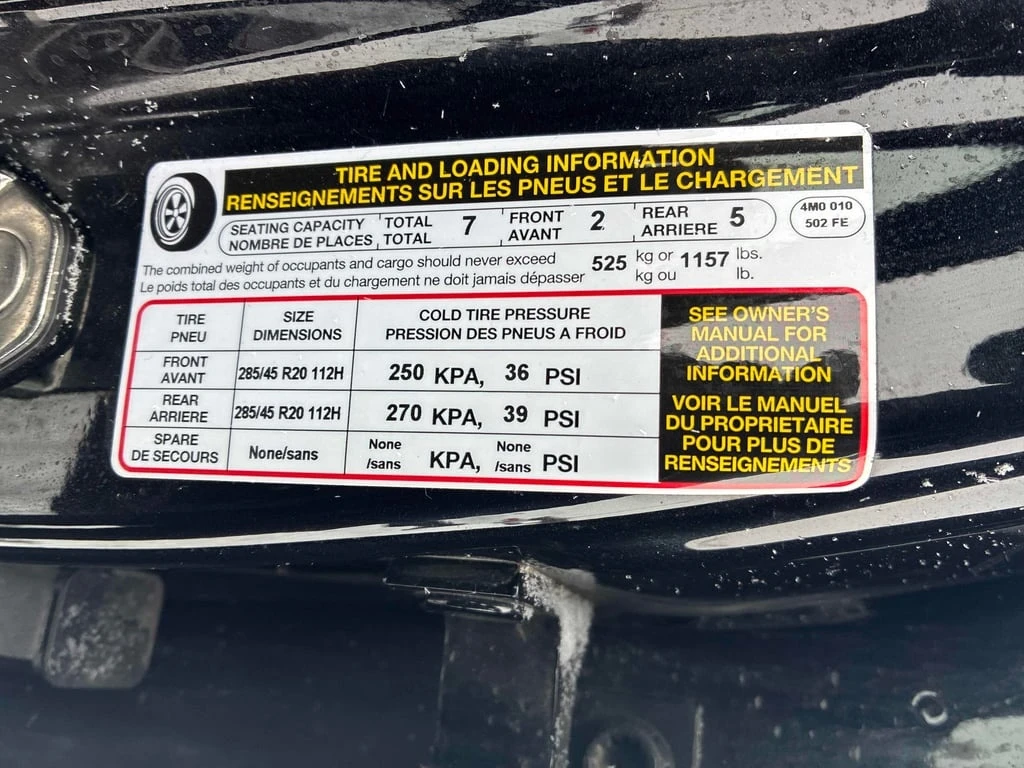 TIRE AND LOADING INFORMATION
RENSEIGNEMENTS SUR LES PNEUS ET LE CHARGEMENT
SEATING CAPACITY TOTAL 7 FRONT 2 REAR 5
NOMBRE DE PLACES TOTAL AVANT ARRIERE
4M0 010
502 FE
The combined weight of occupants and cargo should never exceed 525 kg or 1157 lbs.
Le poids total des occupants et du chargement ne doit jamais dépasser kg ou lb.
TIRE SIZE COLD TIRE PRESSURE
PNEU DIMENSIONS PRESSION DES PNEUS A FROID
FRONT
AVANT 285/45 R20 112H 250 KPA, 36 PSI
REAR
ARRIERE 285/45 R20 112H 270 KPA, 39 PSI
SPARE None None
DE SECOURS None/sans /sans KPA, /sans PSI
SEE OWNER'S
MANUAL FOR
ADDITIONAL
INFORMATION
VOIR LE MANUEL
DU PROPRIETAIRE
POUR PLUS DE
RENSEIGNEMENTS